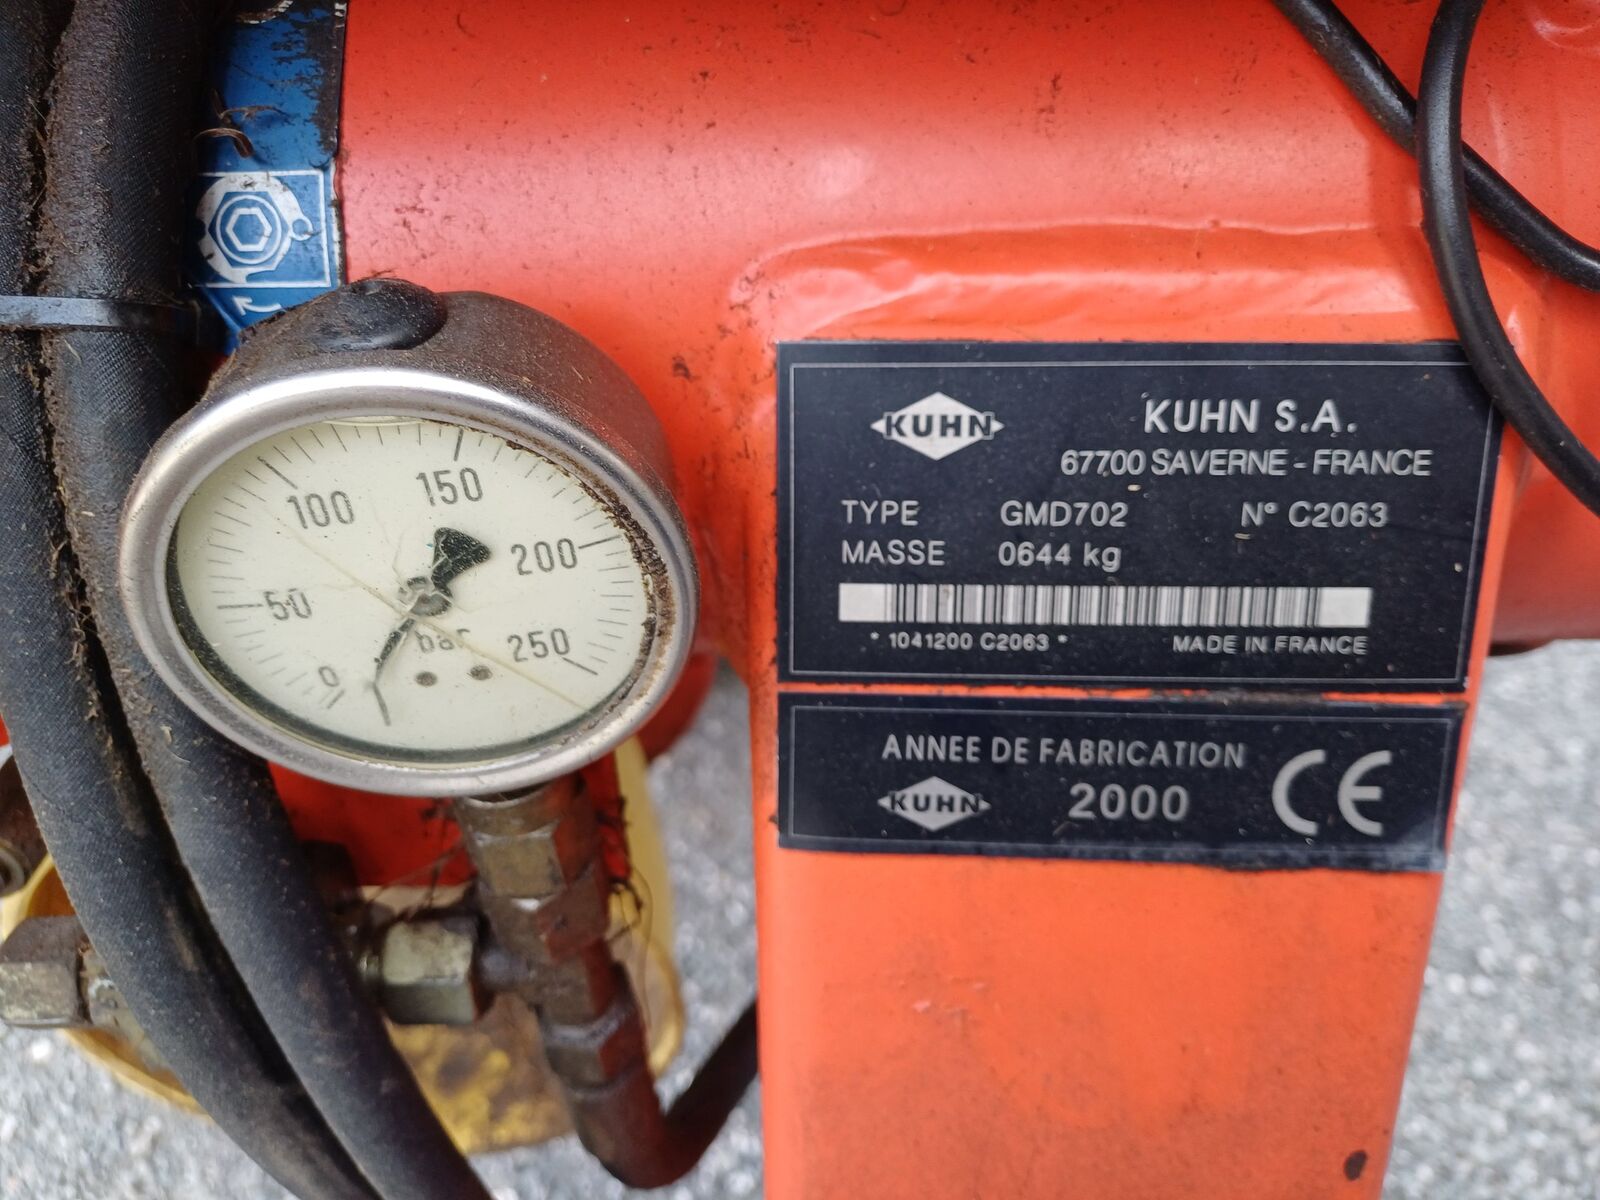 0
50
100
150
200
250
bar
KUHN
KUHN S.A.
67700 SAVERNE - FRANCE
TYPE GMD702 N° C2063
MASSE 0644 kg
* 1041200 C2063 * MADE IN FRANCE
ANNEE DE FABRICATION
KUHN 2000 CE